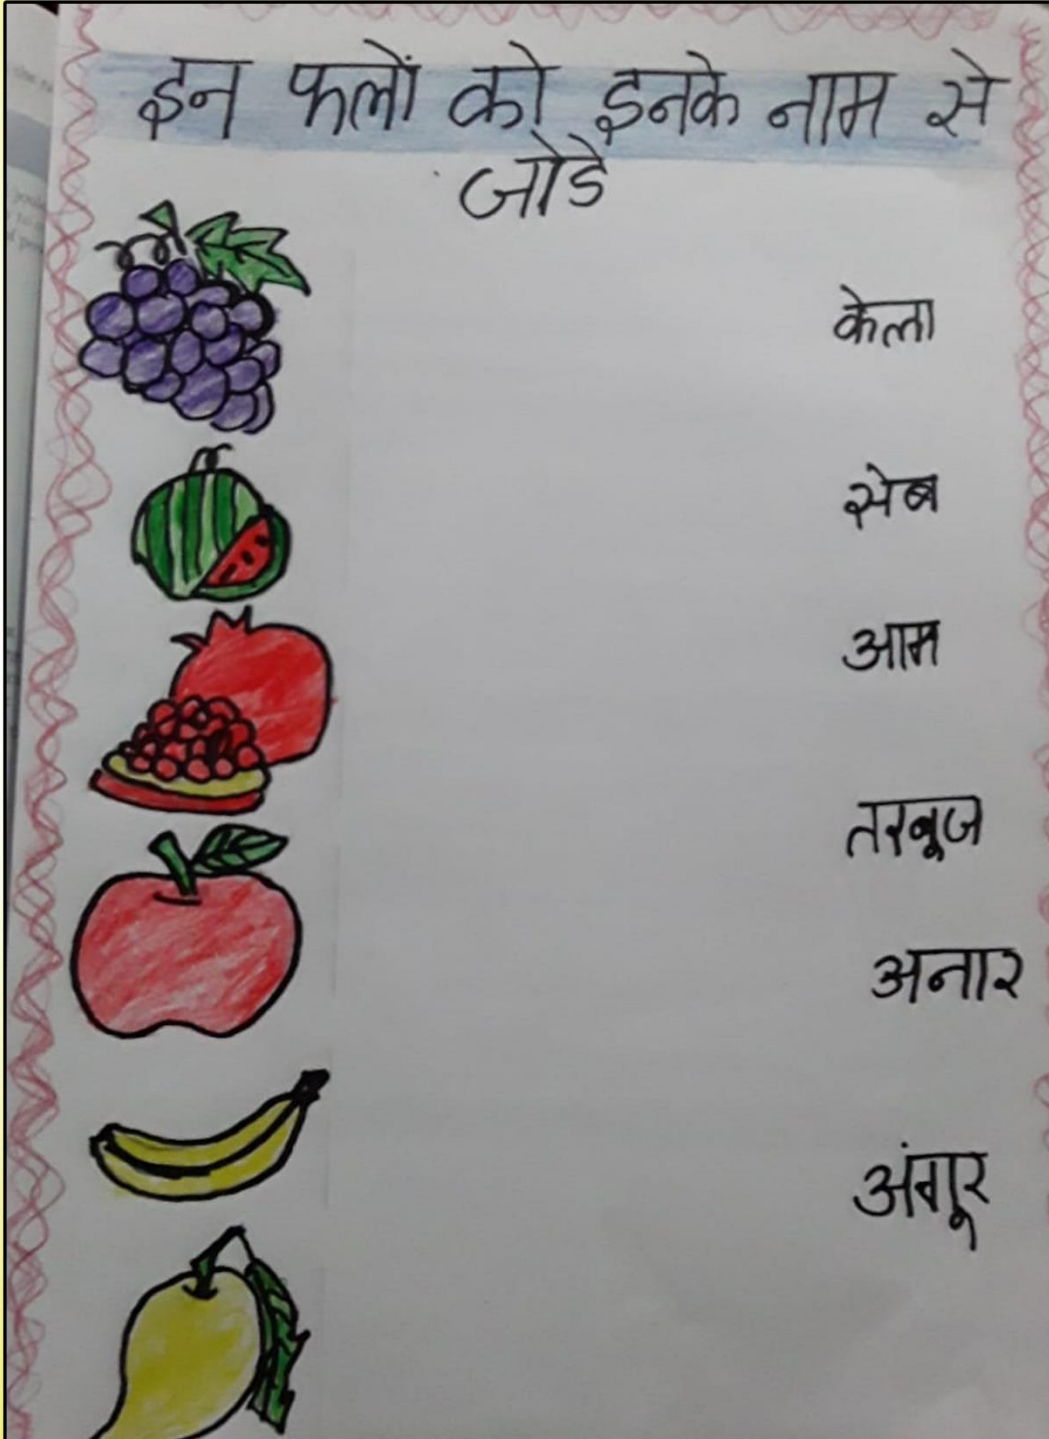 इन फलों को इनके नाम से
जोडे
केला
सेब
आम
तरबूज
अनार
अंगूर